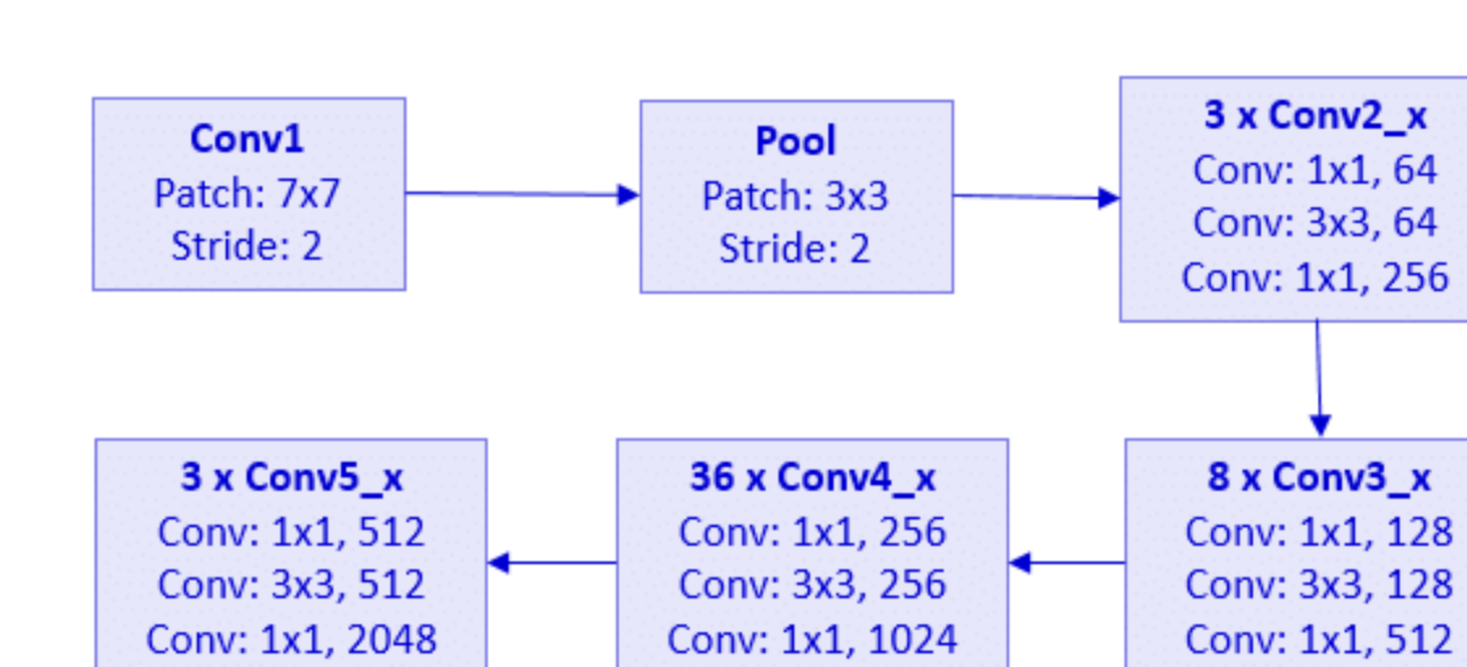 Conv1
Patch: 7x7
Stride: 2
Pool
Patch: 3x3
Stride: 2
3 x Conv2_x
Conv: 1x1, 64
Conv: 3x3, 64
Conv: 1x1, 256
8 x Conv3_x
Conv: 1x1, 128
Conv: 3x3, 128
Conv: 1x1, 512
36 x Conv4_x
Conv: 1x1, 256
Conv: 3x3, 256
Conv: 1x1, 1024
3 x Conv5_x
Conv: 1x1, 512
Conv: 3x3, 512
Conv: 1x1, 2048